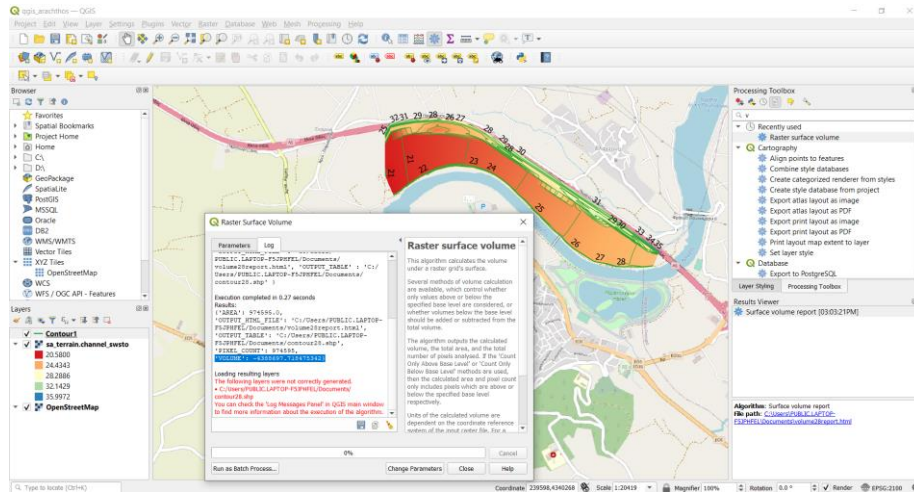 qgis_acechthos — QGIS
Project Edit View Layer Settings Plugins Vector Raster Database Web Mesh Processing Help
Browser
Favorites
Spatial Bookmarks
Project Home
Home
C:\
D:\
GeoPackage
SpatiaLite
PostGIS
MSSQL
Oracle
DB2
WMS/WMTS
Vector Tiles
XYZ Tiles
OpenStreetMap
WCS
WFS / OGC API - Features
Layers
Contour1
sa_terrain.channel_swsto
20.5800
24.4343
28.2886
32.1429
35.9972
OpenStreetMap
Raster Surface Volume
Parameters
Log
PUBLIC.LAPTOP-F5JPHFEL/Documents/
volume28report.html', 'OUTPUT_TABLE' : 'C:/
Users/PUBLIC.LAPTOP-F5JPHFEL/Documents/
contour28.shp' }
Execution completed in 0.27 seconds
Results:
{'AREA': 974595.0,
'OUTPUT_HTML_FILE': 'C:/Users/PUBLIC.LAPTOP-
F5JPHFEL/Documents/volume28report.html',
'OUTPUT_TABLE': 'C:/Users/PUBLIC.LAPTOP-
F5JPHFEL/Documents/contour28.shp',
'PIXEL_COUNT': 974595,
Loading resulting layers
The following layers were not correctly generated.
• C:/Users/PUBLIC.LAPTOP-F5JPHFEL/Documents/
contour28.shp
You can check the 'Log Messages Panel' in QGIS main window
to find more information about the execution of the algorithm.
Raster surface volume
This algorithm calculates the volume
under a raster grid's surface.
Several methods of volume calculation
are available, which control whether
only values above or below the
specified base level are considered, or
whether volumes below the base level
should be added or subtracted from the
total volume.
The algorithm outputs the calculated
volume, the total area, and the total
number of pixels analysed. If the 'Count
Only Above Base Level' or 'Count Only
Below Base Level' methods are used,
then the calculated area and pixel count
only includes pixels which are above or
below the specified base level
respectively.
Units of the calculated volume are
dependent on the coordinate reference
system of the input raster file. For a
0%
Cancel
Run as Batch Process...
Change Parameters
Close
Help
Processing Toolbox
v
Recently used
Raster surface volume
Cartography
Align points to features
Combine style databases
Create categorized renderer from styles
Create style database from project
Export atlas layout as image
Export atlas layout as PDF
Export print layout as image
Export print layout as PDF
Print layout map extent to layer
Set layer style
Database
Export to PostgreSQL
Layer Styling
Processing Toolbox
Results Viewer
Surface volume report [03:03:21PM]
Algorithm: Surface volume report
File path: C:\Users\PUBLIC.LAPTOP-
F5JPHFEL\Documents\volume28report.html
Type to locate (Ctrl+K)
Coordinate 239598,4340268
Scale 1:20419
Magnifier 100%
Rotation 0.0 °
Render
EPSG:2100